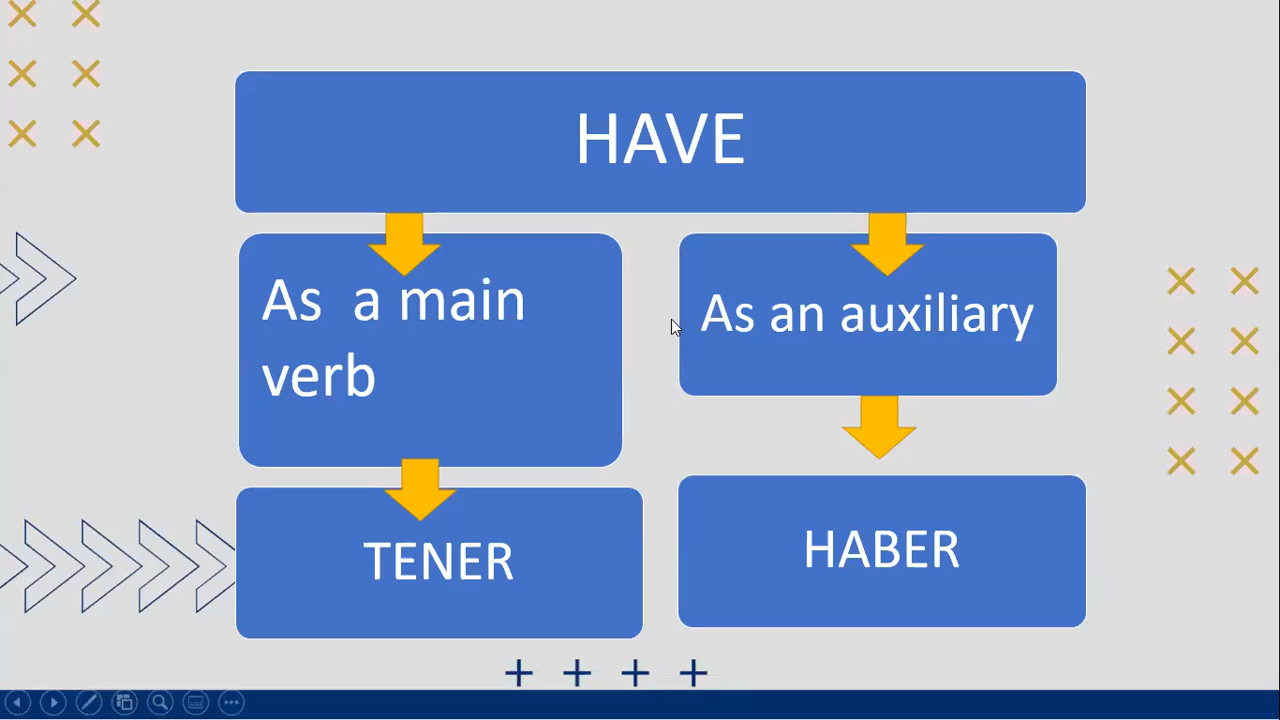 HAVE
As a main
verb
As an auxiliary
TENER
HABER